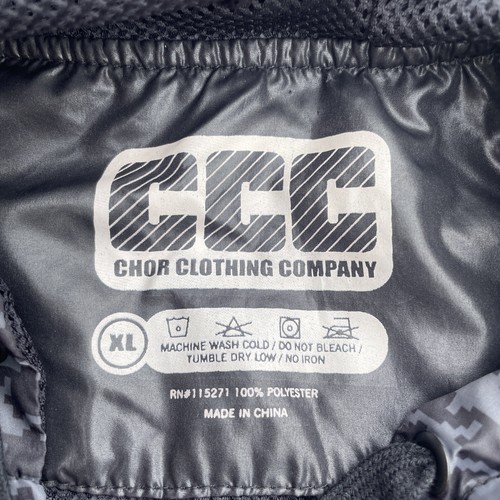 CCC
CHOR CLOTHING COMPANY
XL
MACHINE WASH COLD / DO NOT BLEACH /
TUMBLE DRY LOW / NO IRON
RN#115271 100% POLYESTER
MADE IN CHINA